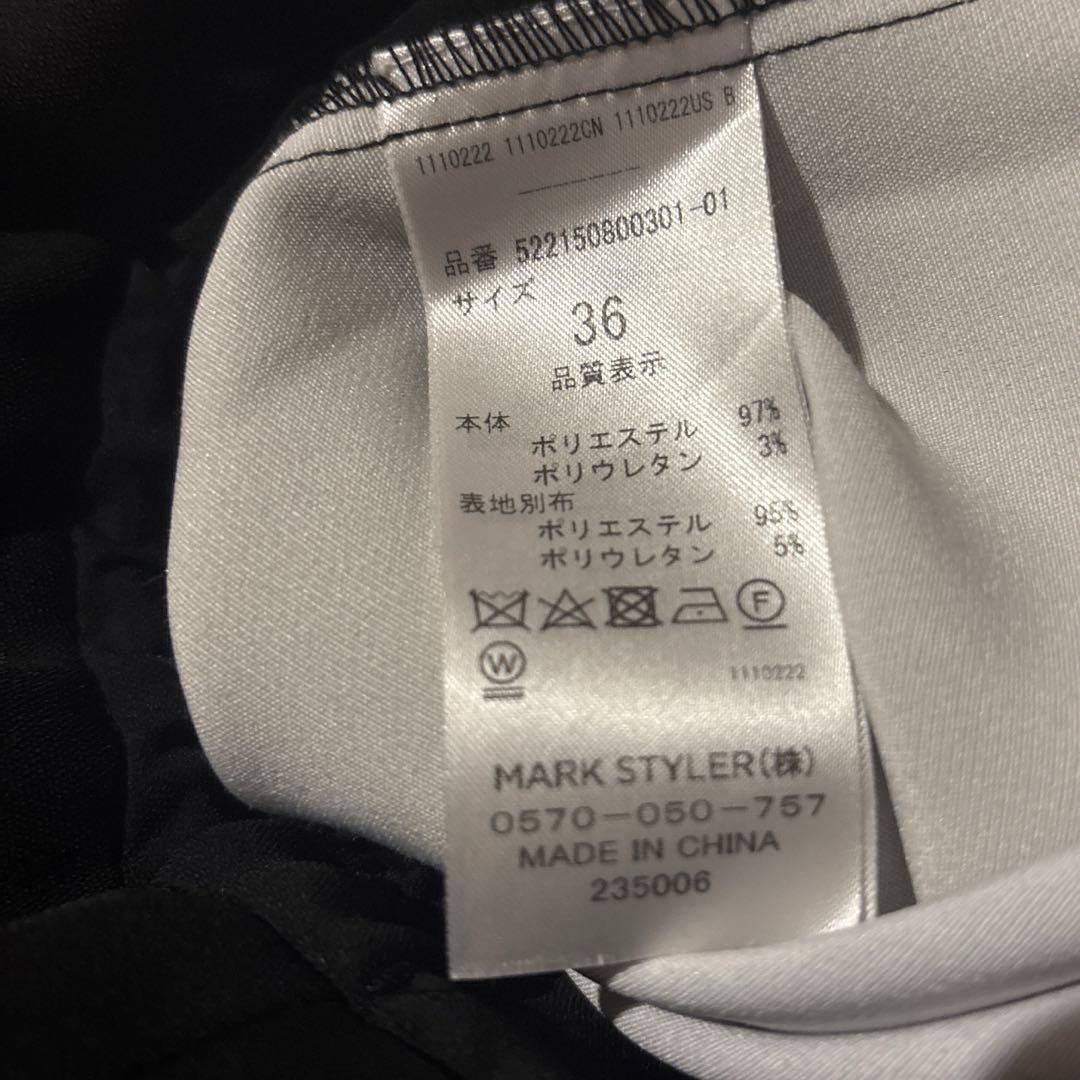 1110222 1110222CN 1110222US B
-------
品番 522150800301-01
サイズ
36
品質表示
本体
ポリエステル 97%
ポリウレタン 3%
表地別布
ポリエステル 95%
ポリウレタン 5%
F
W
1110222
MARK STYLER(株)
0570-050-757
MADE IN CHINA
235006